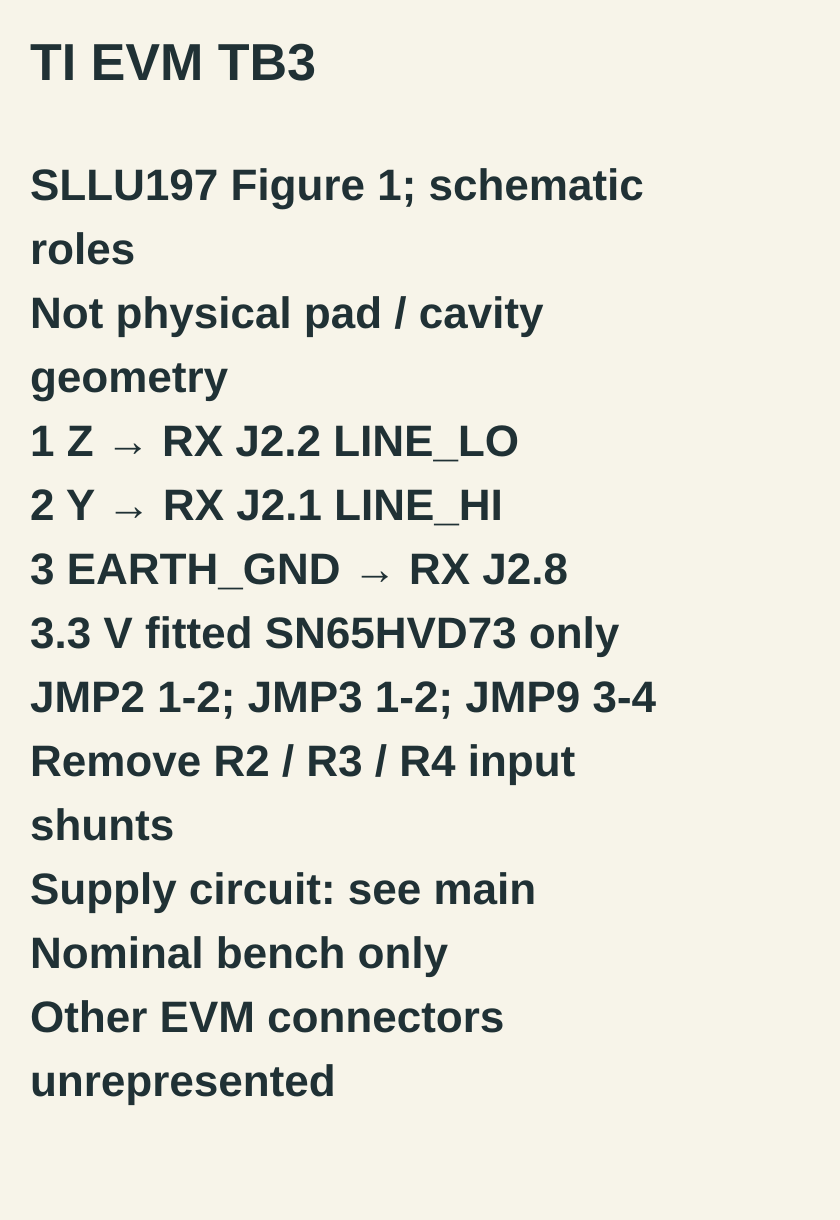 TI EVM TB3
SLLU197 Figure 1; schematic
roles
Not physical pad / cavity
geometry
1 Z → RX J2.2 LINE_LO
2 Y → RX J2.1 LINE_HI
3 EARTH_GND → RX J2.8
3.3 V fitted SN65HVD73 only
JMP2 1-2; JMP3 1-2; JMP9 3-4
Remove R2 / R3 / R4 input
shunts
Supply circuit: see main
Nominal bench only
Other EVM connectors
unrepresented